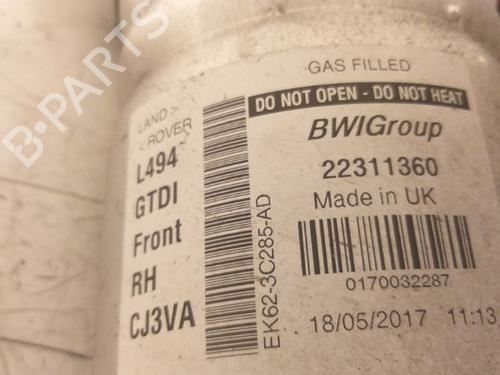 GAS FILLED
DO NOT OPEN - DO NOT HEAT
LAND>
<ROVER
BWIGroup
L494
22311360
GTDI
Made in UK
Front
RH
CJ3VA
EK62-3C285-AD
0170032287
18/05/2017 11:13
B-PARTS